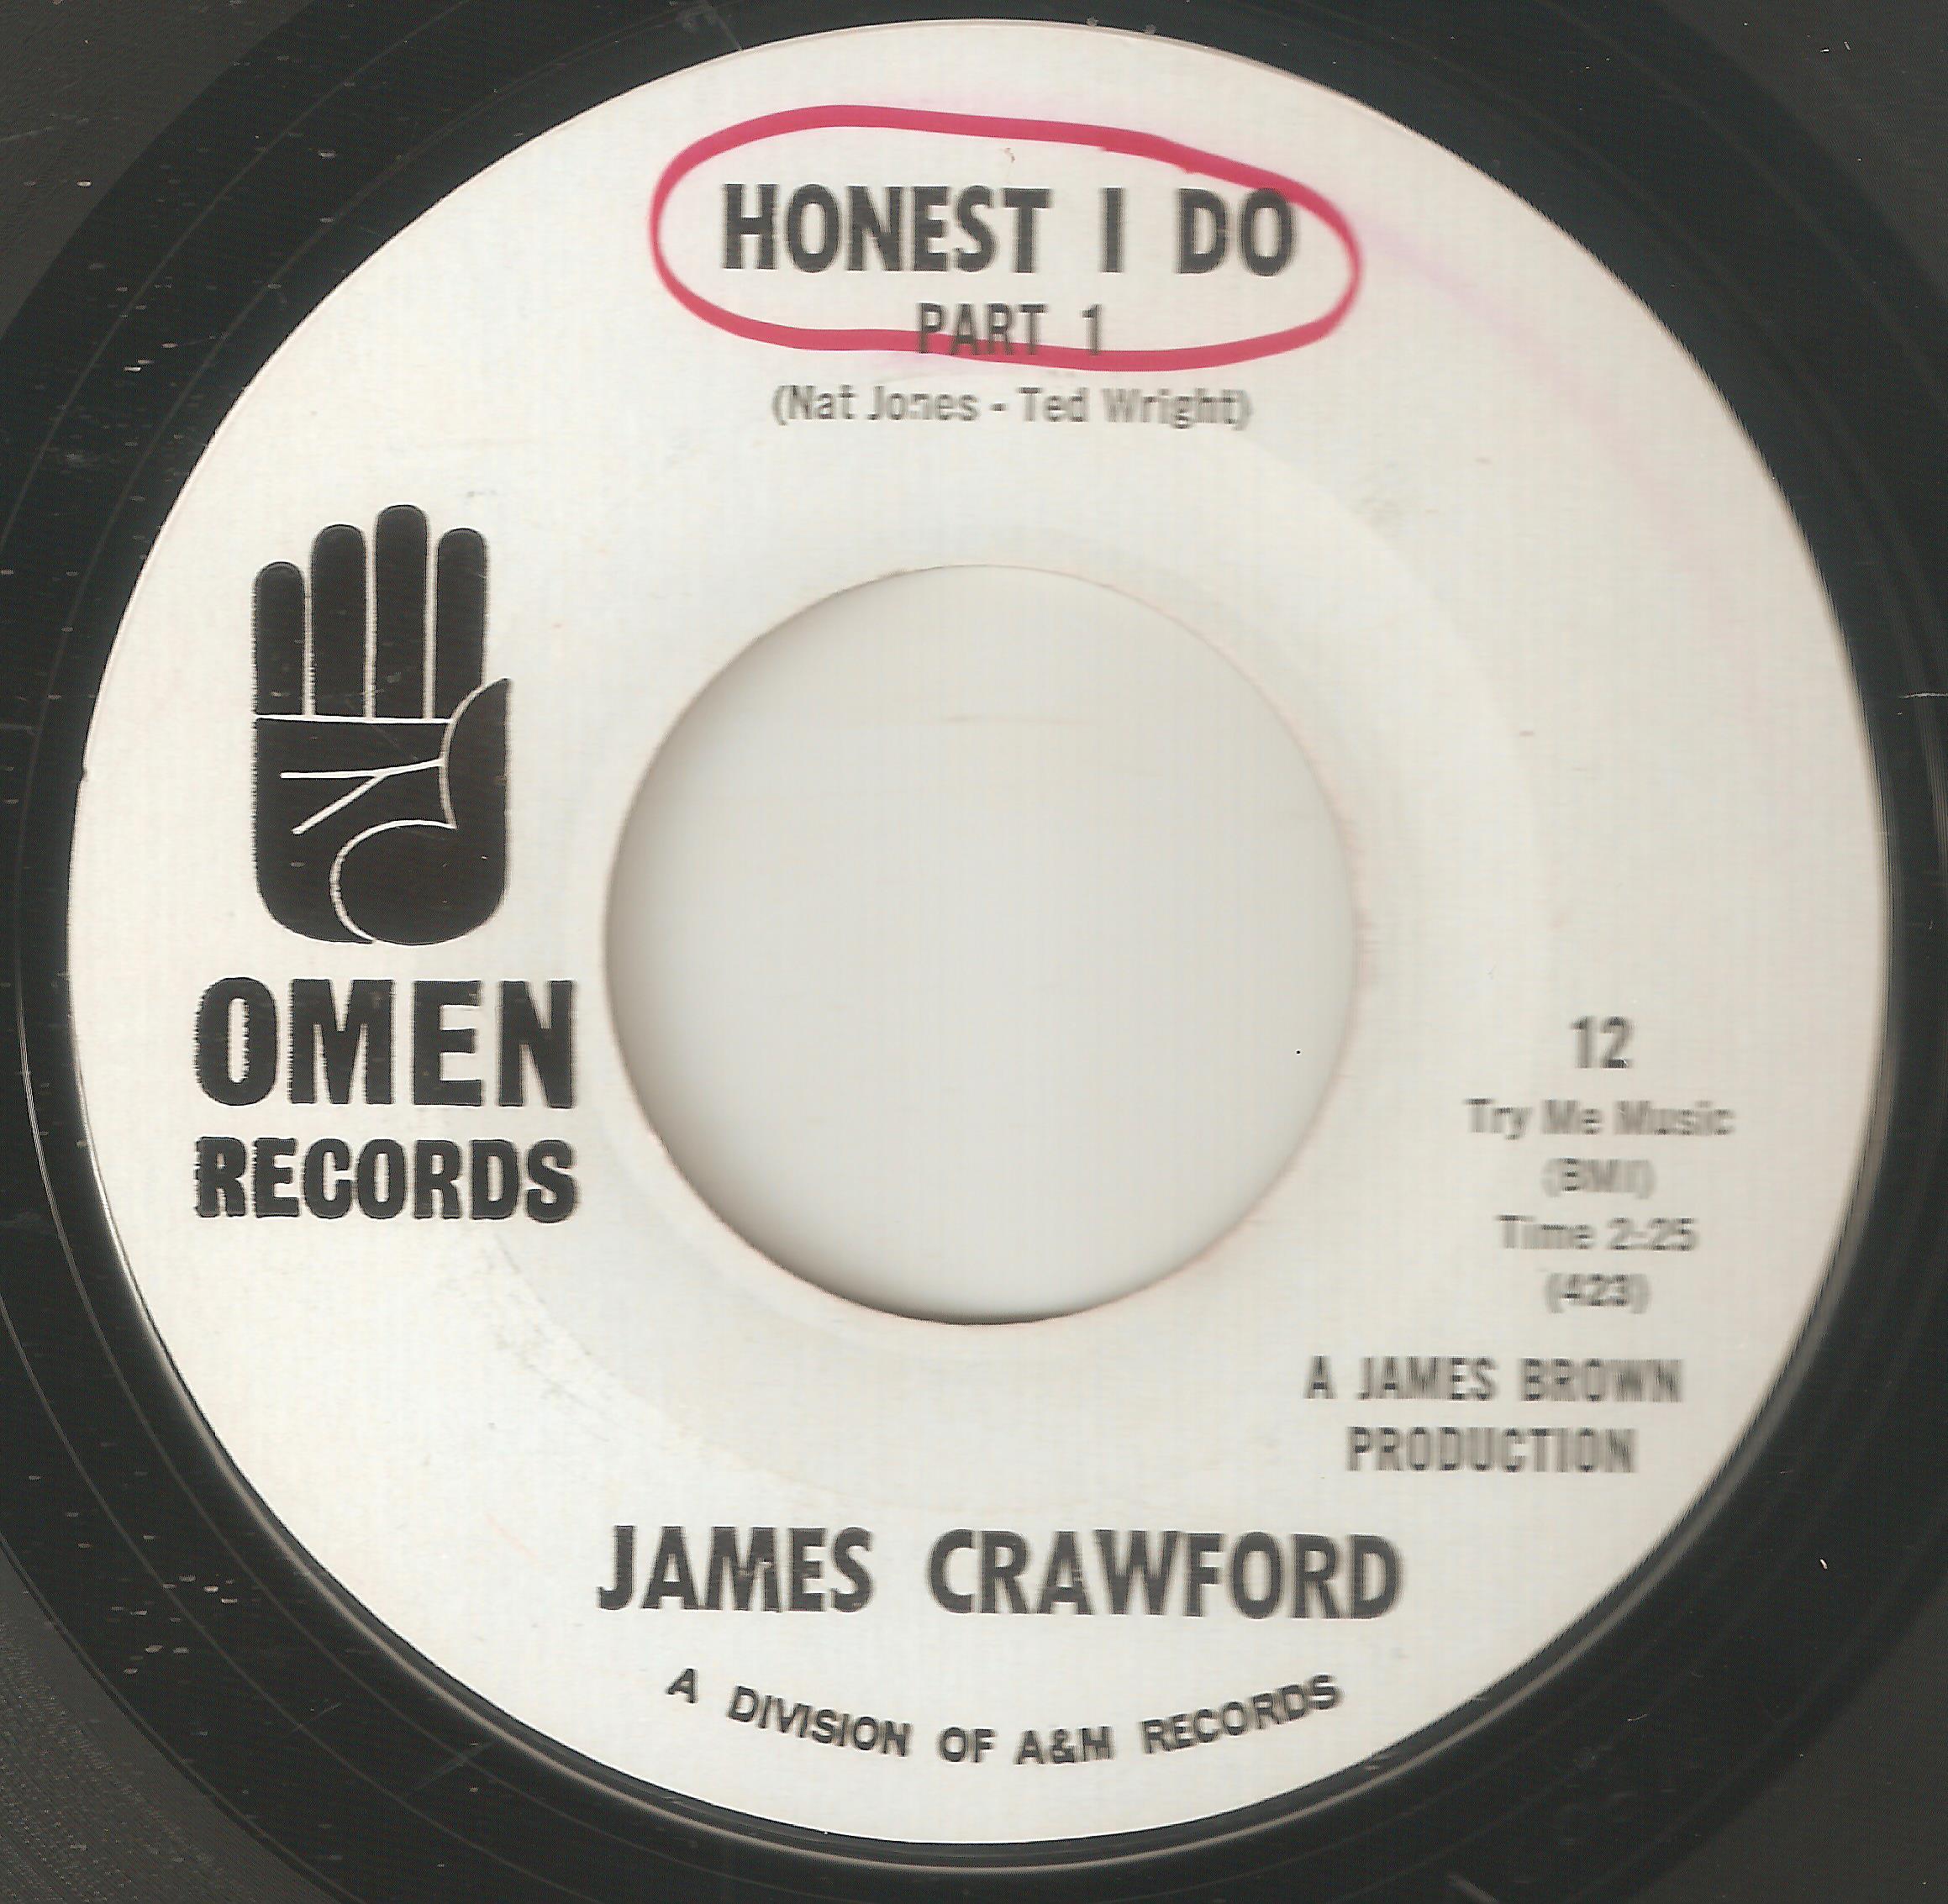 HONEST I DO
PART 1
(Nat Jones - Ted Wright)
OMEN
RECORDS
12
Try Me Music
(BMI)
Time 2:25
(423)
A JAMES BROWN
PRODUCTION
JAMES CRAWFORD
A DIVISION OF A&M RECORDS